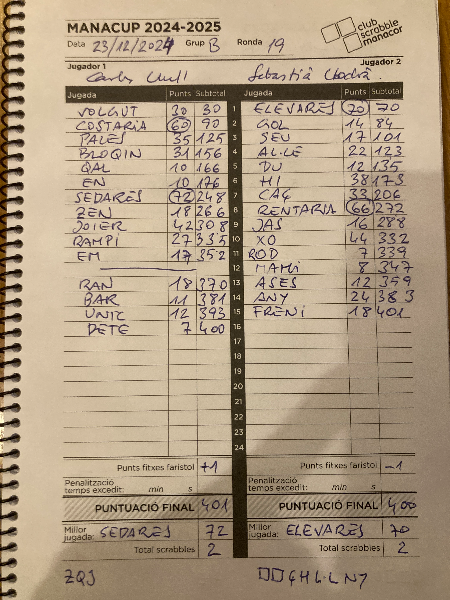 MANACUP 2024-2025
club scrabble manacor
Data 23/12/2024 Grup B Ronda 19
Jugador 1 Jugador 2
Carles Llull Sebastià
Jugada Punts Subtotal Jugada Punts Subtotal
VOLGUT 20 30 1 ELEVARES 70 70
COSTARIA 60 90 2 GOL 14 84
PALES 35 125 3 SEU 17 101
BLOQIN 31 156 4 AL·LE 22 123
QAL 10 166 5 DU 12 135
EN 10 176 6 HI 38 173
SEDARES 72 248 7 CAÇ 33 206
ZEN 18 266 8 RENTARIA 66 272
JOIER 42 308 9 JAS 16 288
RAMPI 27 335 10 XO 44 332
EM 17 352 11 ROD 7 339
12 MAMI 8 347
RAN 18 370 13 ASES 12 359
BAR 11 381 14 ANY 24 383
UNIC 12 393 15 FRENI 18 401
PETE 7 400 16
17
18
19
20
21
22
23
24
Punts fitxes faristol +1 Punts fitxes faristol -1
Penalització temps excedit: min s Penalització temps excedit: min s
PUNTUACIÓ FINAL 401 PUNTUACIÓ FINAL 400
Millor jugada: SEDARES 72 Millor jugada: ELEVARES 70
Total scrabbles 2 Total scrabbles 2
ZQJ